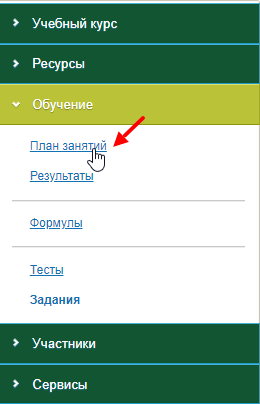 Учебный курс
Ресурсы
Обучение
План занятий
Результаты
Формулы
Тесты
Задания
Участники
Сервисы